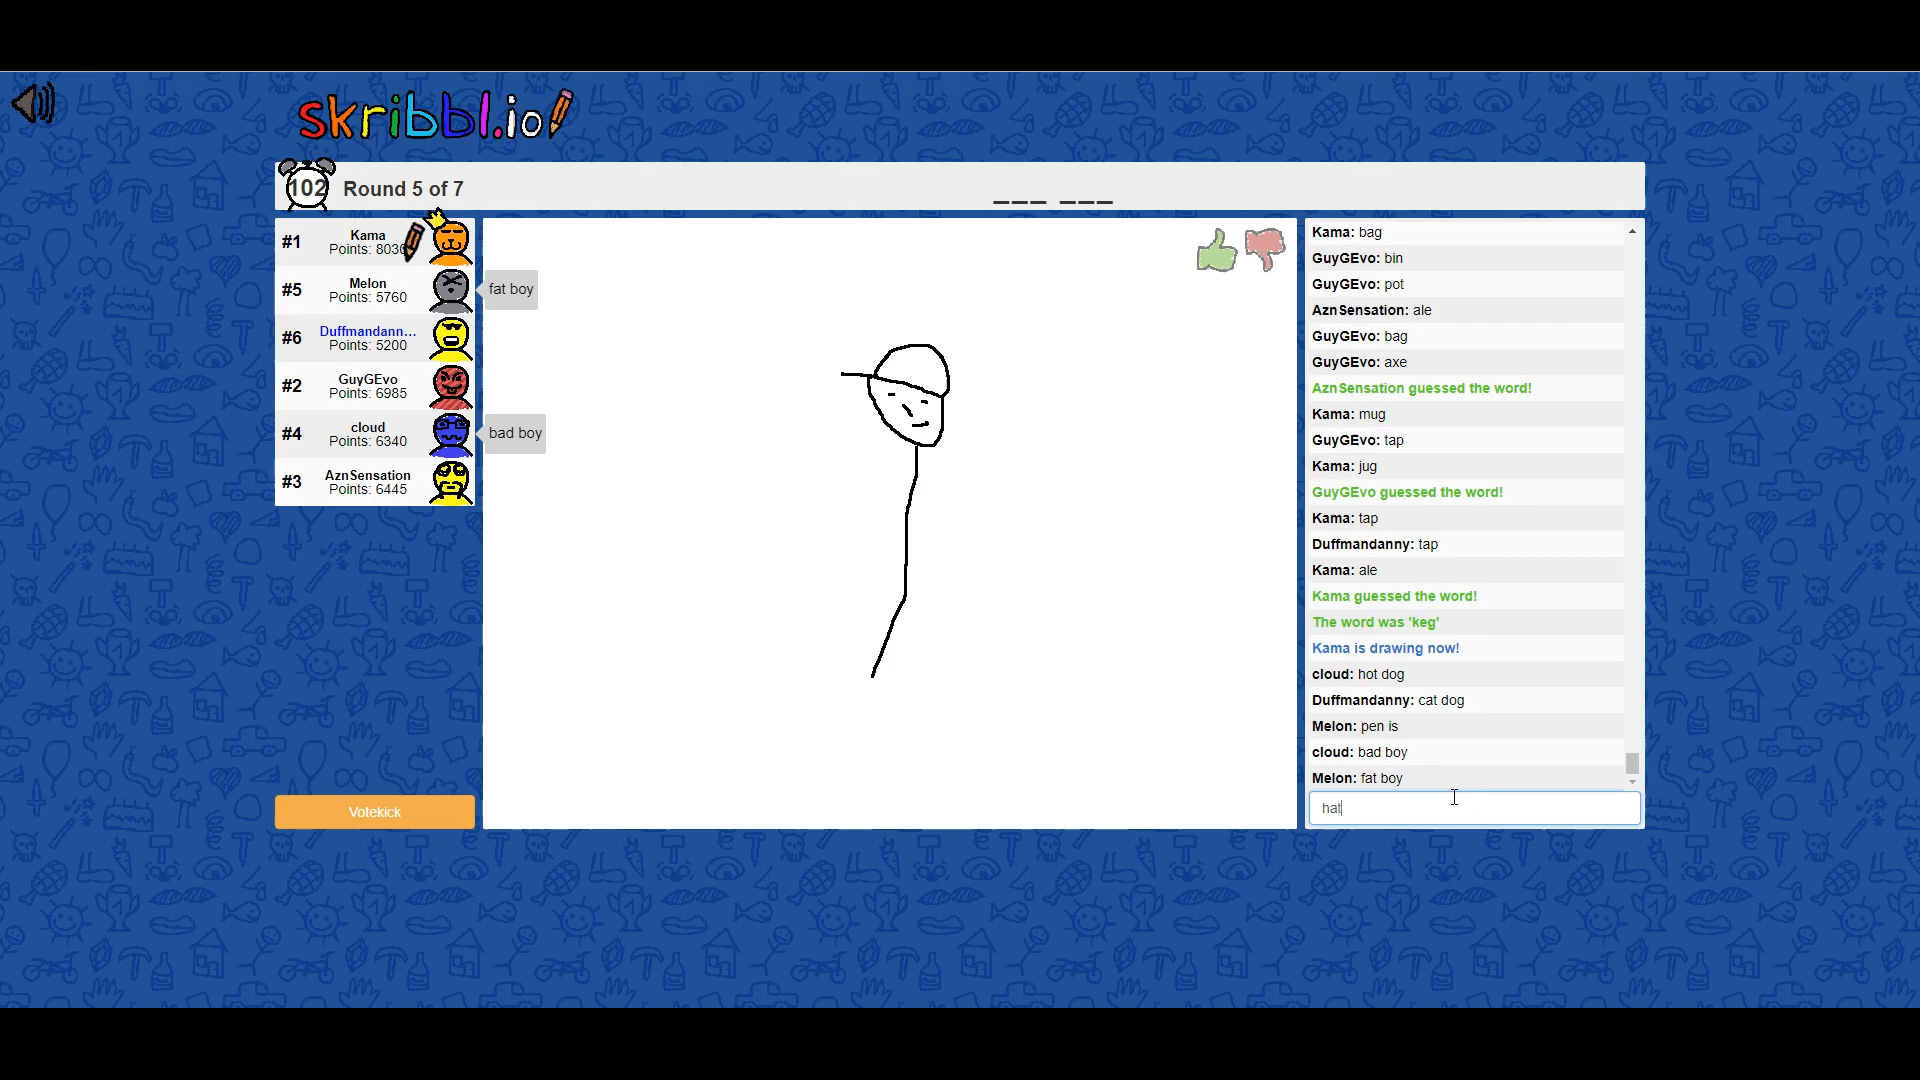 skribbl.io
102 Round 5 of 7
___ ___
#1 Kama
Points: 8030
#5 Melon
Points: 5760
fat boy
#6 Duffmandann...
Points: 5200
#2 GuyGEvo
Points: 6985
#4 cloud
Points: 6340
bad boy
#3 AznSensation
Points: 6445
Votekick
Kama: bag
GuyGEvo: bin
GuyGEvo: pot
AznSensation: ale
GuyGEvo: bag
GuyGEvo: axe
AznSensation guessed the word!
Kama: mug
GuyGEvo: tap
Kama: jug
GuyGEvo guessed the word!
Kama: tap
Duffmandanny: tap
Kama: ale
Kama guessed the word!
The word was 'keg'
Kama is drawing now!
cloud: hot dog
Duffmandanny: cat dog
Melon: pen is
cloud: bad boy
Melon: fat boy
hat